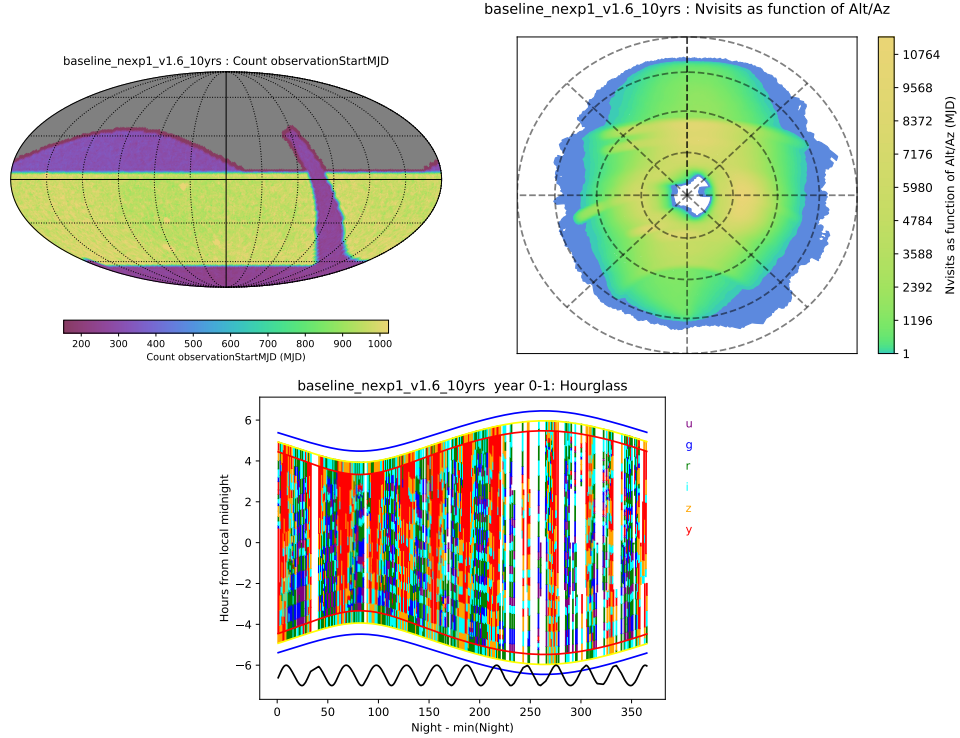 baseline_nexp1_v1.6_10yrs : Nvisits as function of Alt/Az
baseline_nexp1_v1.6_10yrs : Count observationStartMJD
200 300 400 500 600 700 800 900 1000
Count observationStartMJD (MJD)
10764
9568
8372
7176
5980
4784
3588
2392
1196
1
Nvisits as function of Alt/Az (MJD)
baseline_nexp1_v1.6_10yrs  year 0-1: Hourglass
6
4
2
0
−2
−4
−6
Hours from local midnight
0 50 100 150 200 250 300 350
Night - min(Night)
u
g
r
i
z
y